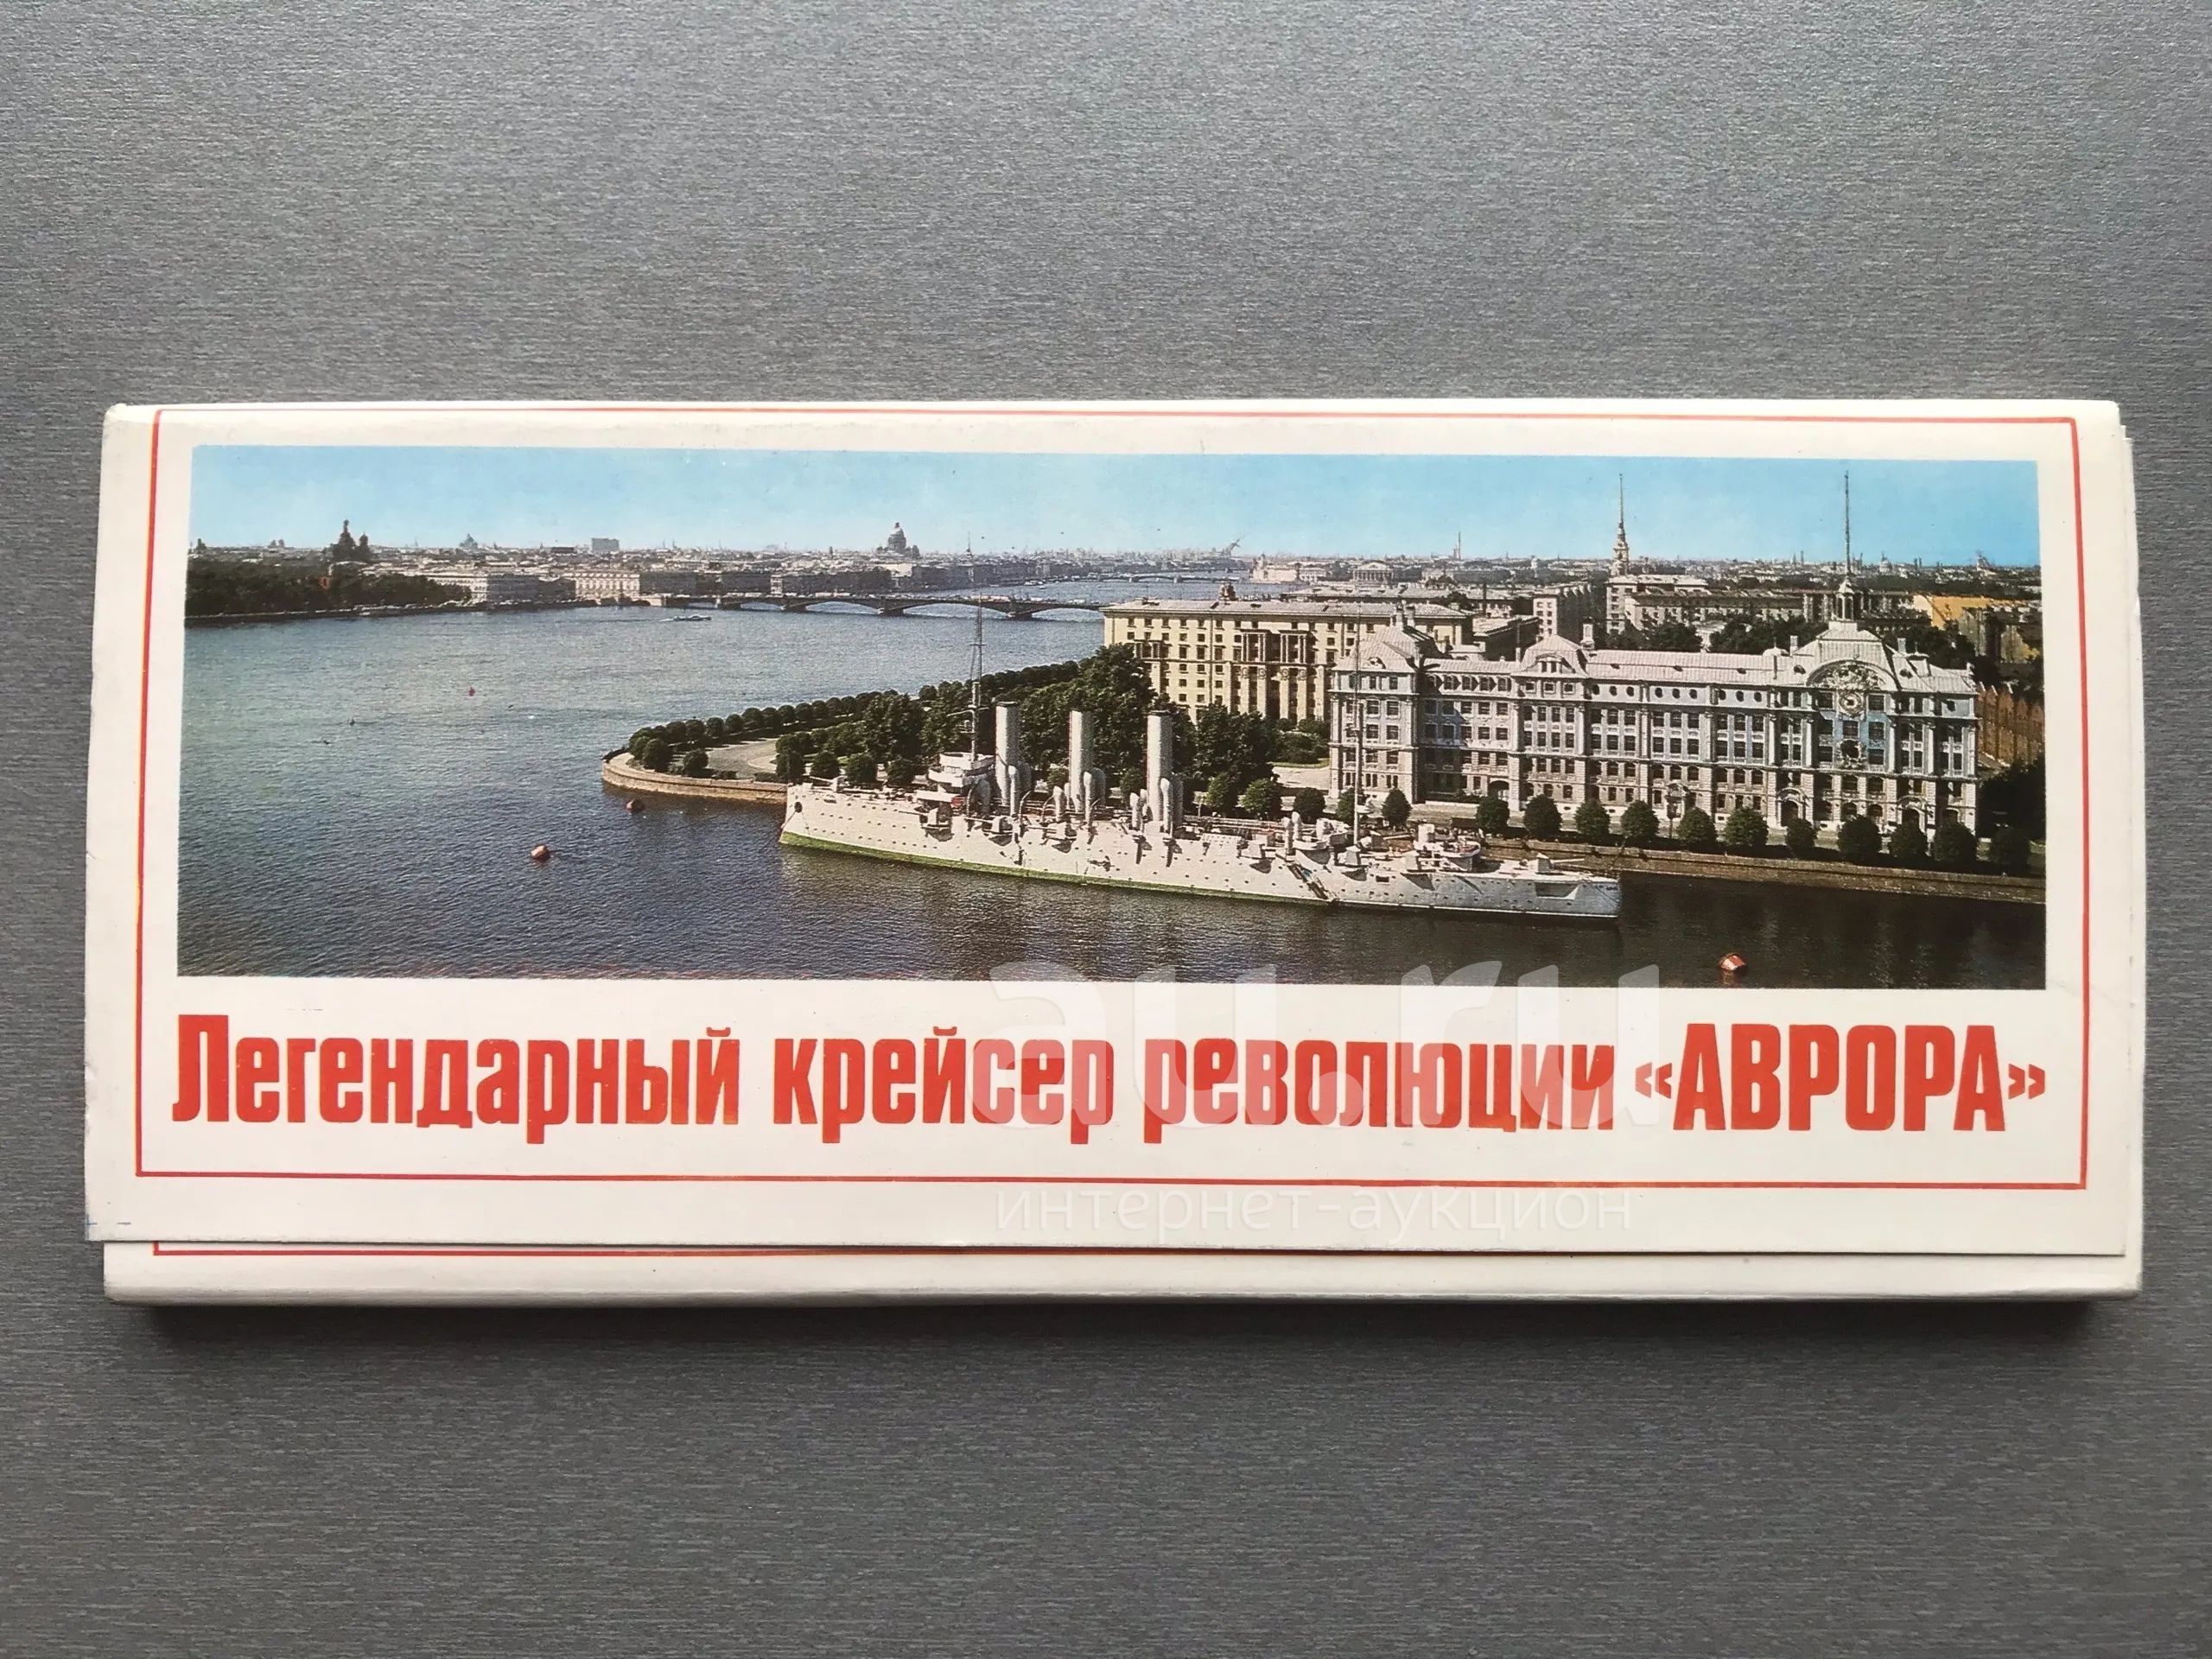 Легендарный крейсер революции «АВРОРА»
au.ru
интернет-аукцион